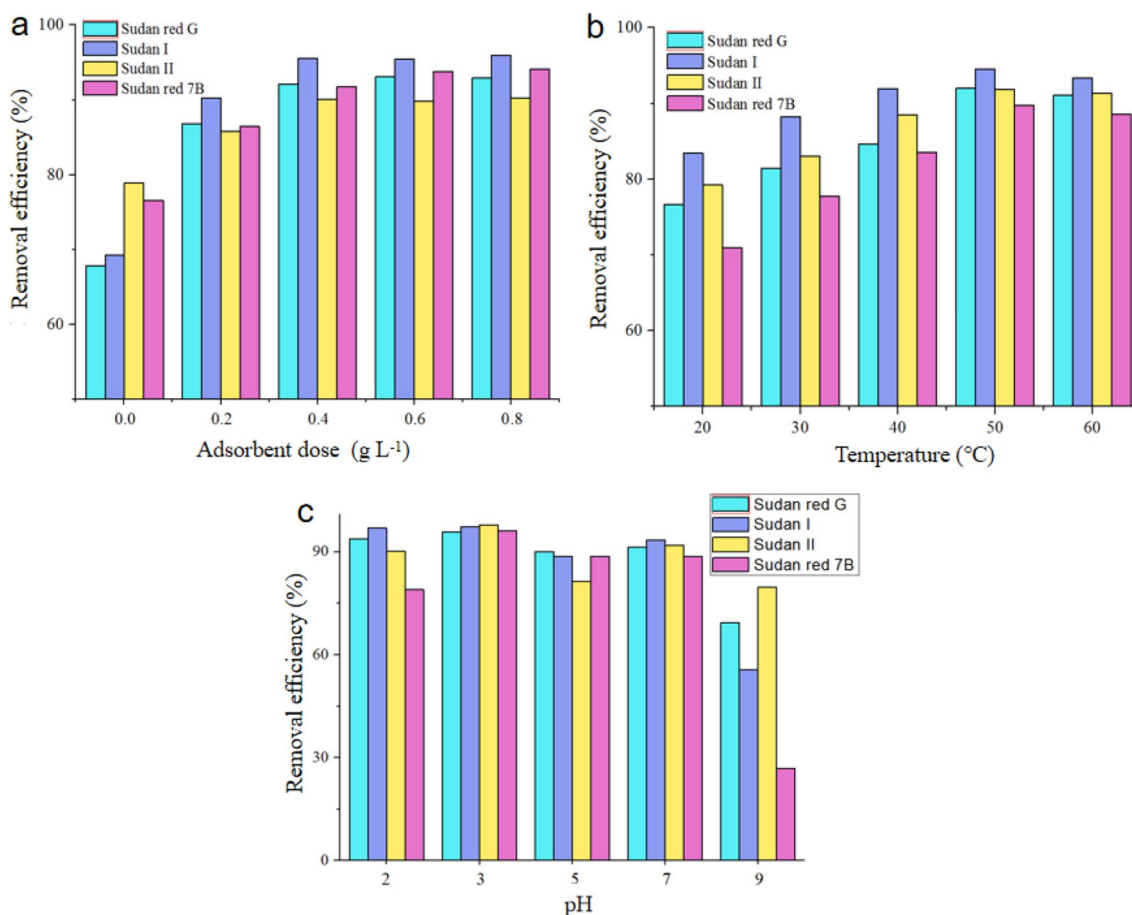 a
Sudan red G
Sudan I
Sudan II
Sudan red 7B
Removal efficiency (%)
100
80
60
0.0 0.2 0.4 0.6 0.8
Adsorbent dose (g L-1)
b
Sudan red G
Sudan I
Sudan II
Sudan red 7B
Removal efficiency (%)
100
80
60
20 30 40 50 60
Temperature (°C)
c
Sudan red G
Sudan I
Sudan II
Sudan red 7B
Removal efficiency (%)
90
60
30
0
2 3 5 7 9
pH